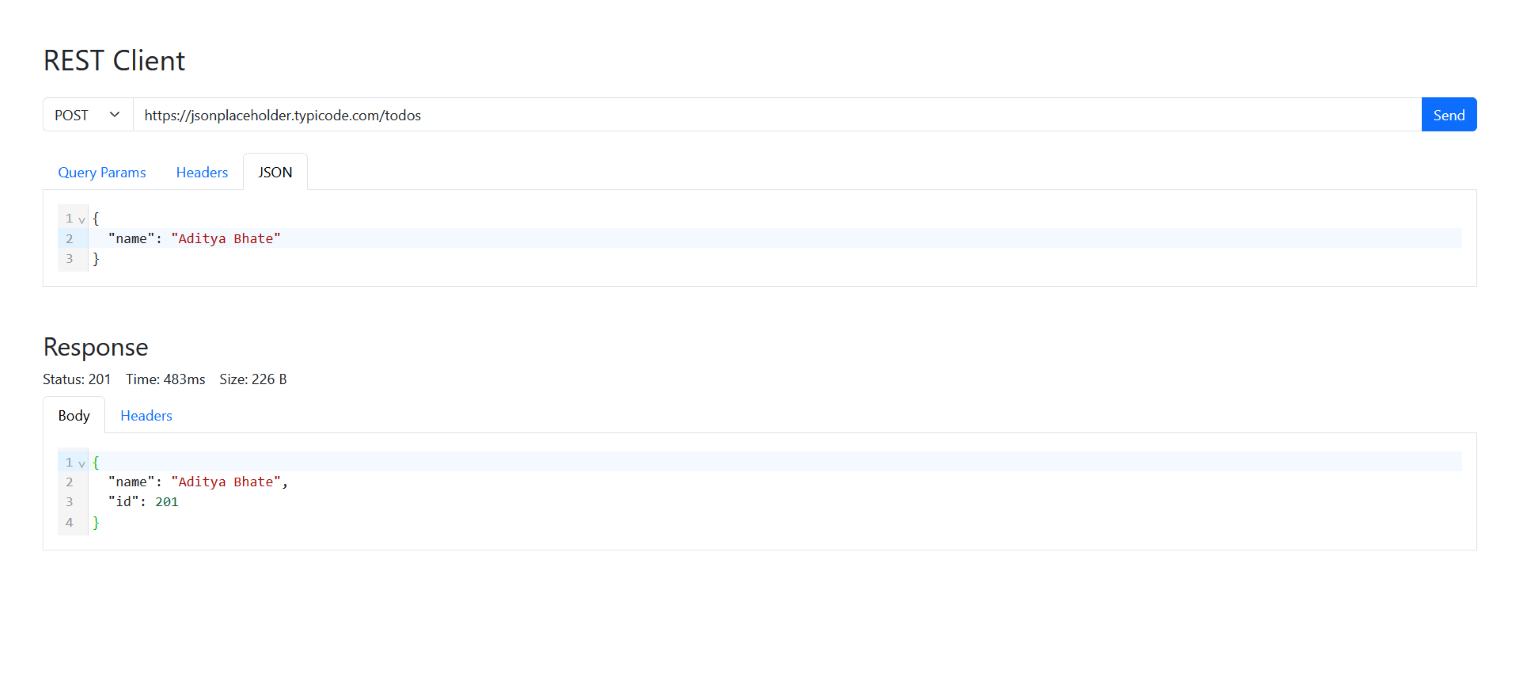 REST Client
POST https://jsonplaceholder.typicode.com/todos Send
Query Params Headers JSON
1 {
2 "name": "Aditya Bhate"
3 }
Response
Status: 201 Time: 483ms Size: 226 B
Body Headers
1 {
2 "name": "Aditya Bhate",
3 "id": 201
4 }